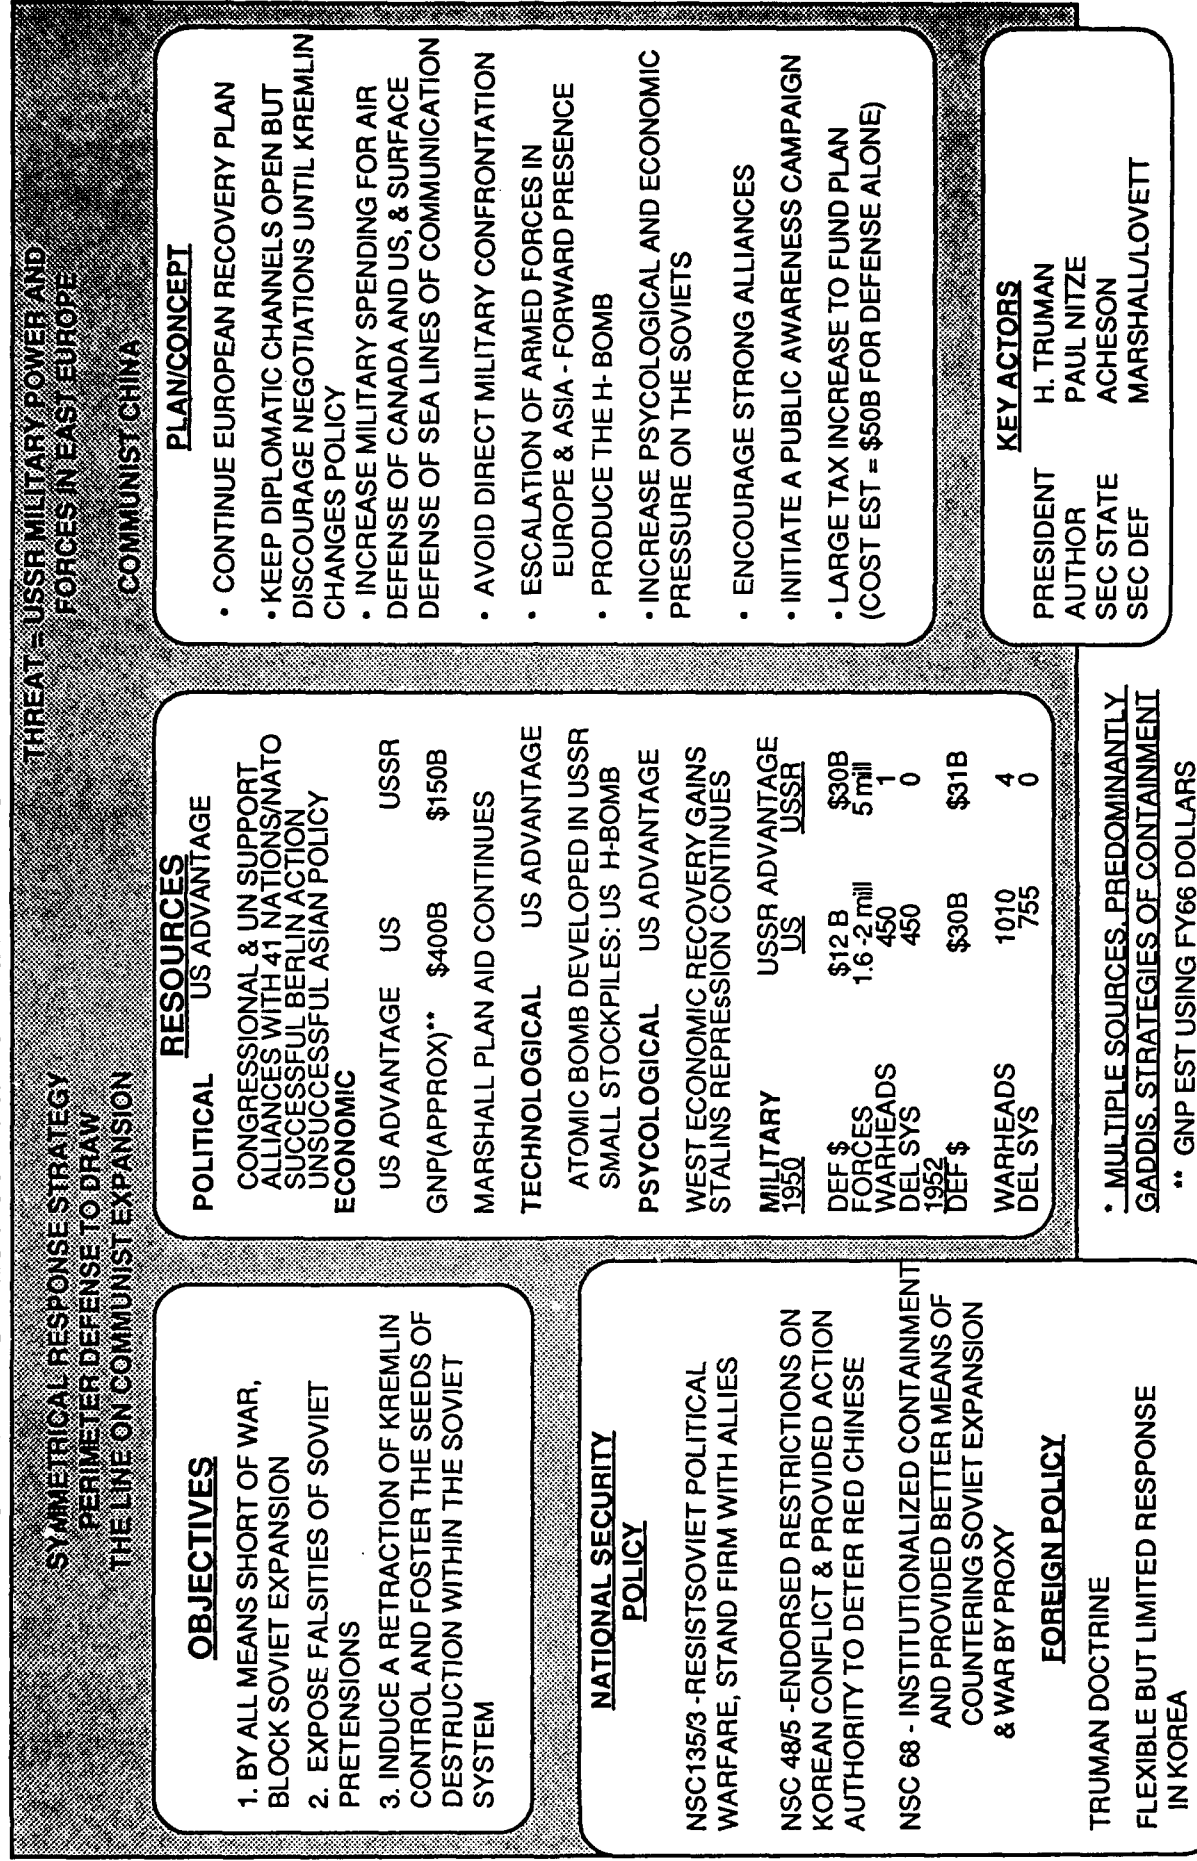 SYMMETRICAL RESPONSE STRATEGY
PERIMETER DEFENSE TO DRAW
THE LINE ON COMMUNIST EXPANSION
THREAT = USSR MILITARY POWER AND
FORCES IN EAST EUROPE
COMMUNIST CHINA
OBJECTIVES
1. BY ALL MEANS SHORT OF WAR,
BLOCK SOVIET EXPANSION
2. EXPOSE FALSITIES OF SOVIET
PRETENSIONS
3. INDUCE A RETRACTION OF KREMLIN
CONTROL AND FOSTER THE SEEDS OF
DESTRUCTION WITHIN THE SOVIET
SYSTEM
NATIONAL SECURITY
POLICY
NSC135/3 -RESISTSOVIET POLITICAL
WARFARE, STAND FIRM WITH ALLIES
NSC 48/5 -ENDORSED RESTRICTIONS ON
KOREAN CONFLICT & PROVIDED ACTION
AUTHORITY TO DETER RED CHINESE
NSC 68 - INSTITUTIONALIZED CONTAINMENT
AND PROVIDED BETTER MEANS OF
COUNTERING SOVIET EXPANSION
& WAR BY PROXY
FOREIGN POLICY
TRUMAN DOCTRINE
FLEXIBLE BUT LIMITED RESPONSE
IN KOREA
RESOURCES
POLITICAL US ADVANTAGE
CONGRESSIONAL & UN SUPPORT
ALLIANCES WITH 41 NATIONS/NATO
SUCCESSFUL BERLIN ACTION
UNSUCCESSFUL ASIAN POLICY
ECONOMIC
US ADVANTAGE US USSR
GNP(APPROX)** $400B $150B
MARSHALL PLAN AID CONTINUES
TECHNOLOGICAL US ADVANTAGE
ATOMIC BOMB DEVELOPED IN USSR
SMALL STOCKPILES: US H-BOMB
PSYCOLOGICAL US ADVANTAGE
WEST ECONOMIC RECOVERY GAINS
STALINS REPREsSION CONTINUES
MILITARY USSR ADVANTAGE
1950 US USSR
DEF $ $12 B $30B
FORCES 1.6 -2 mill 5 mill
WARHEADS 450 1
DEL SYS 450 0
1952
DEF $ $30B $31B
WARHEADS 1010 4
DEL SYS 755 0
* MULTIPLE SOURCES, PREDOMINANTLY
GADDIS, STRATEGIES OF CONTAINMENT
** GNP EST USING FY66 DOLLARS
PLAN/CONCEPT
• CONTINUE EUROPEAN RECOVERY PLAN
• KEEP DIPLOMATIC CHANNELS OPEN BUT
DISCOURAGE NEGOTIATIONS UNTIL KREMLIN
CHANGES POLICY
• INCREASE MILITARY SPENDING FOR AIR
DEFENSE OF CANADA AND US, & SURFACE
DEFENSE OF SEA LINES OF COMMUNICATION
• AVOID DIRECT MILITARY CONFRONTATION
• ESCALATION OF ARMED FORCES IN
EUROPE & ASIA - FORWARD PRESENCE
• PRODUCE THE H- BOMB
• INCREASE PSYCOLOGICAL AND ECONOMIC
PRESSURE ON THE SOVIETS
• ENCOURAGE STRONG ALLIANCES
• INITIATE A PUBLIC AWARENESS CAMPAIGN
• LARGE TAX INCREASE TO FUND PLAN
(COST EST = $50B FOR DEFENSE ALONE)
KEY ACTORS
PRESIDENT H. TRUMAN
AUTHOR PAUL NITZE
SEC STATE ACHESON
SEC DEF MARSHALL/LOVETT